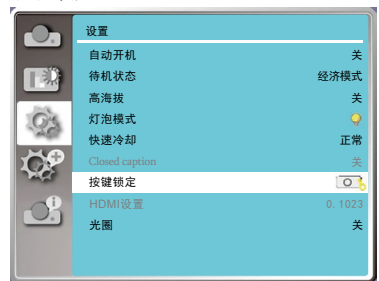 设置
自动开机 关
待机状态 经济模式
高海拔 关
灯泡模式
快速冷却 正常
Closed caption 关
按键锁定
HDMI设置 0. 1023
光圈 关